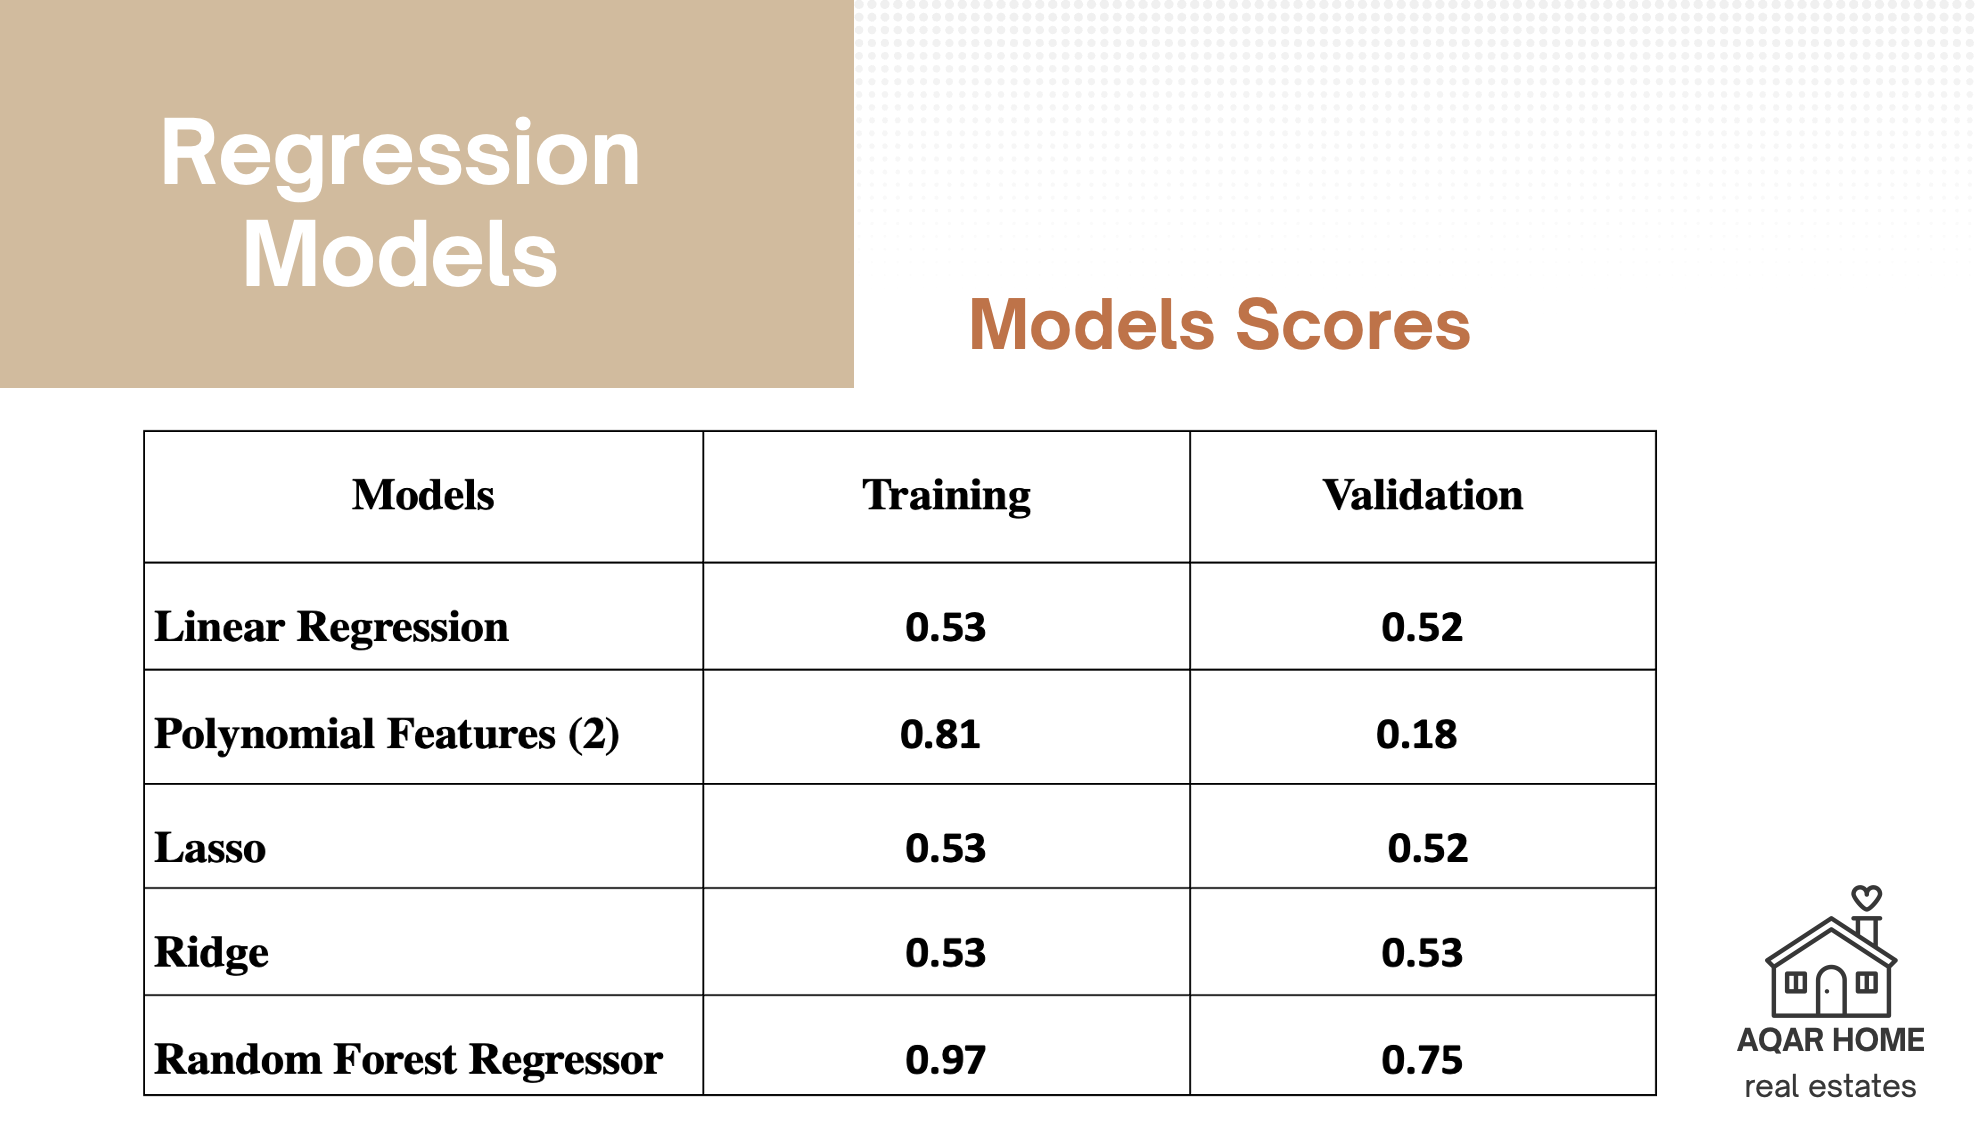 Regression
Models
Models Scores
Models Training Validation
Linear Regression 0.53 0.52
Polynomial Features (2) 0.81 0.18
Lasso 0.53 0.52
Ridge 0.53 0.53
Random Forest Regressor 0.97 0.75
AQAR HOME
real estates